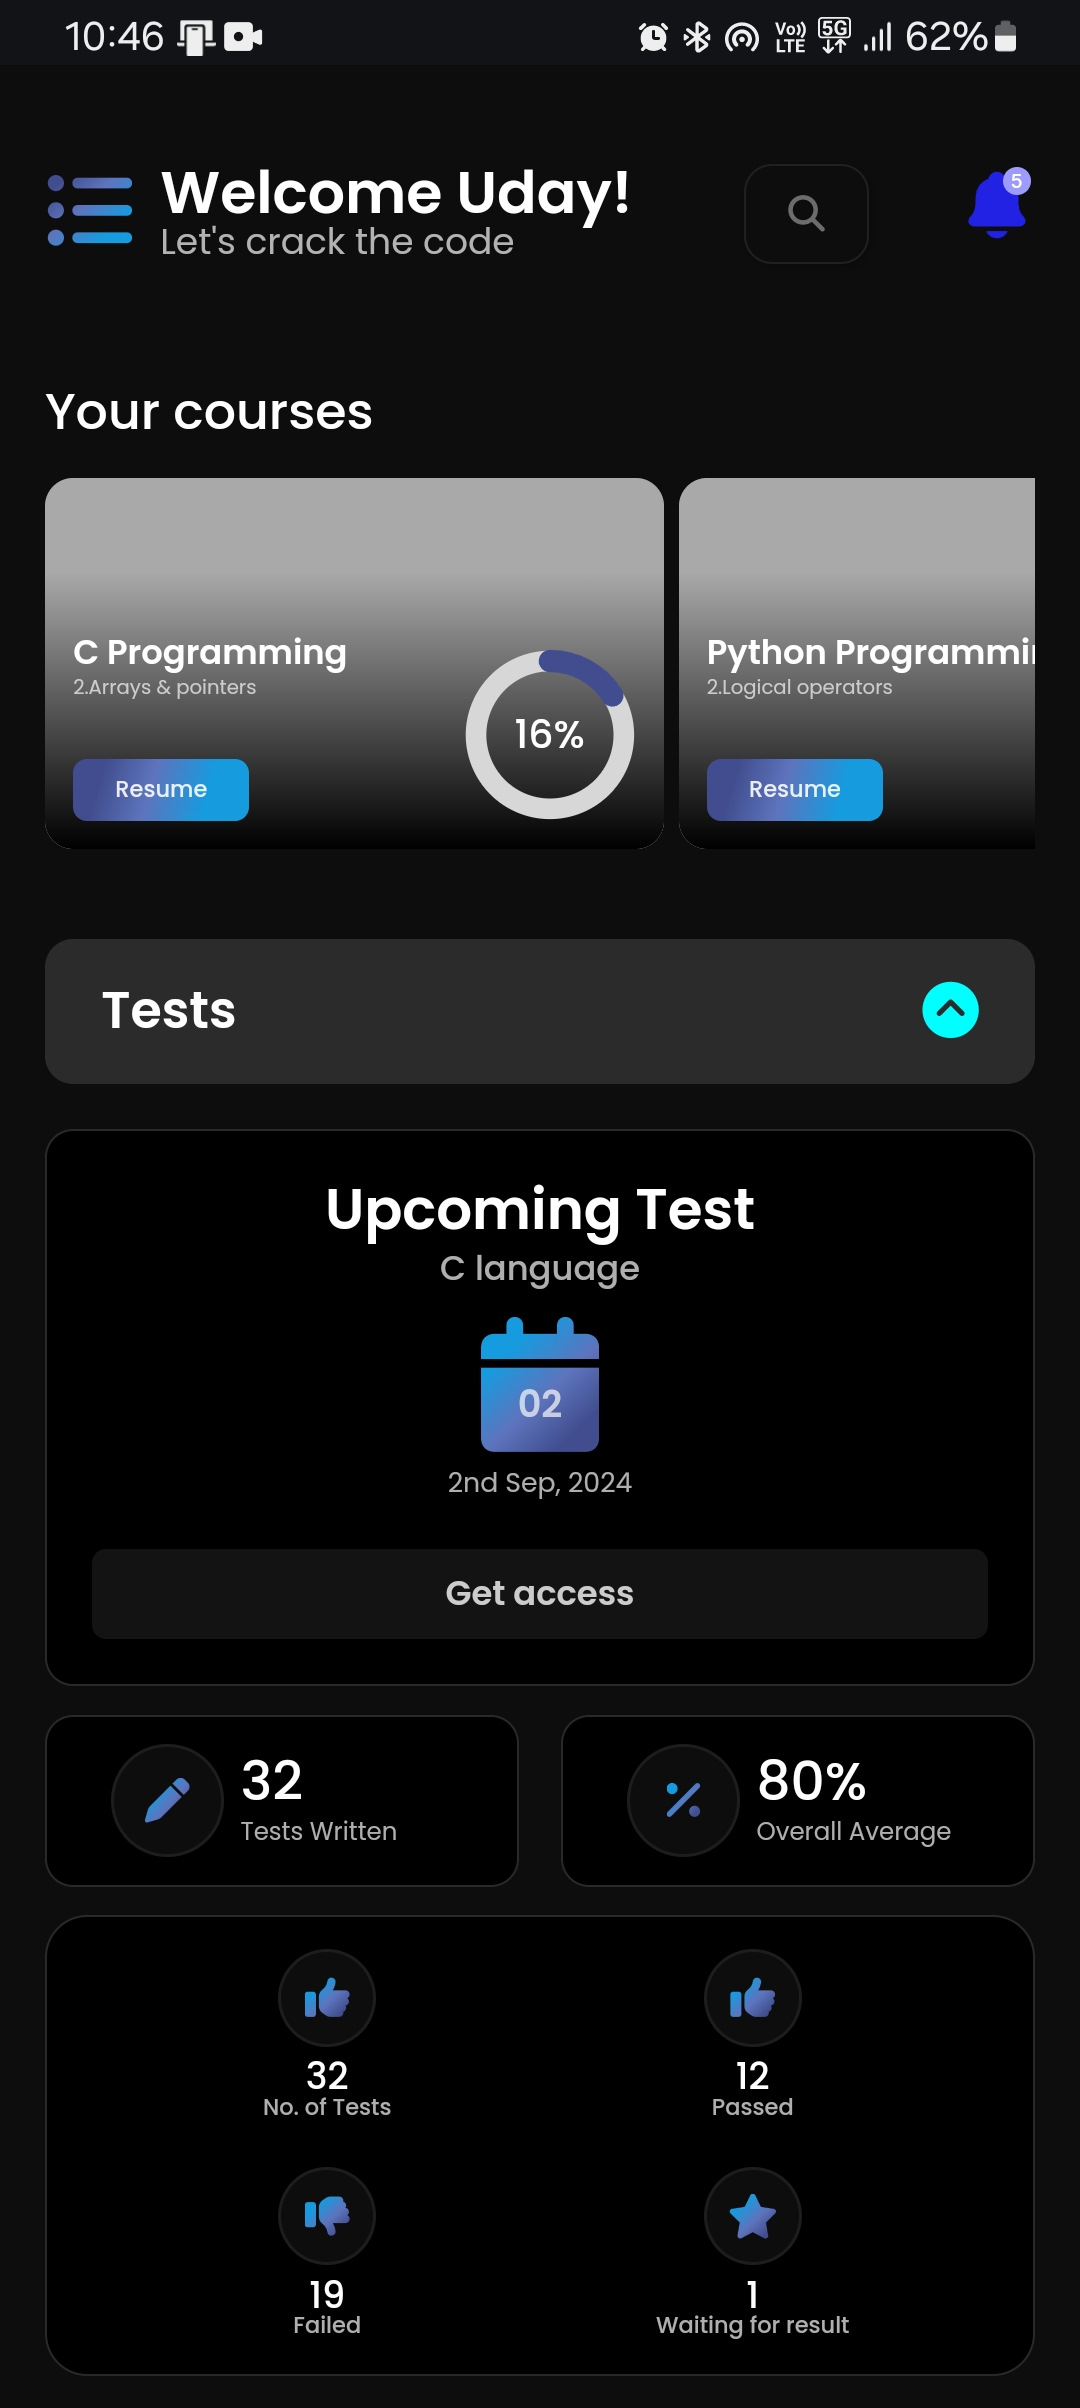 10:46
Vo)) LTE 5G 62%
Welcome Uday!
Let's crack the code
5
Your courses
C Programming
2.Arrays & pointers
16%
Resume
Python Programmi
2.Logical operators
Resume
Tests
Upcoming Test
C language
02
2nd Sep, 2024
Get access
32
Tests Written
80%
Overall Average
32
No. of Tests
12
Passed
19
Failed
1
Waiting for result